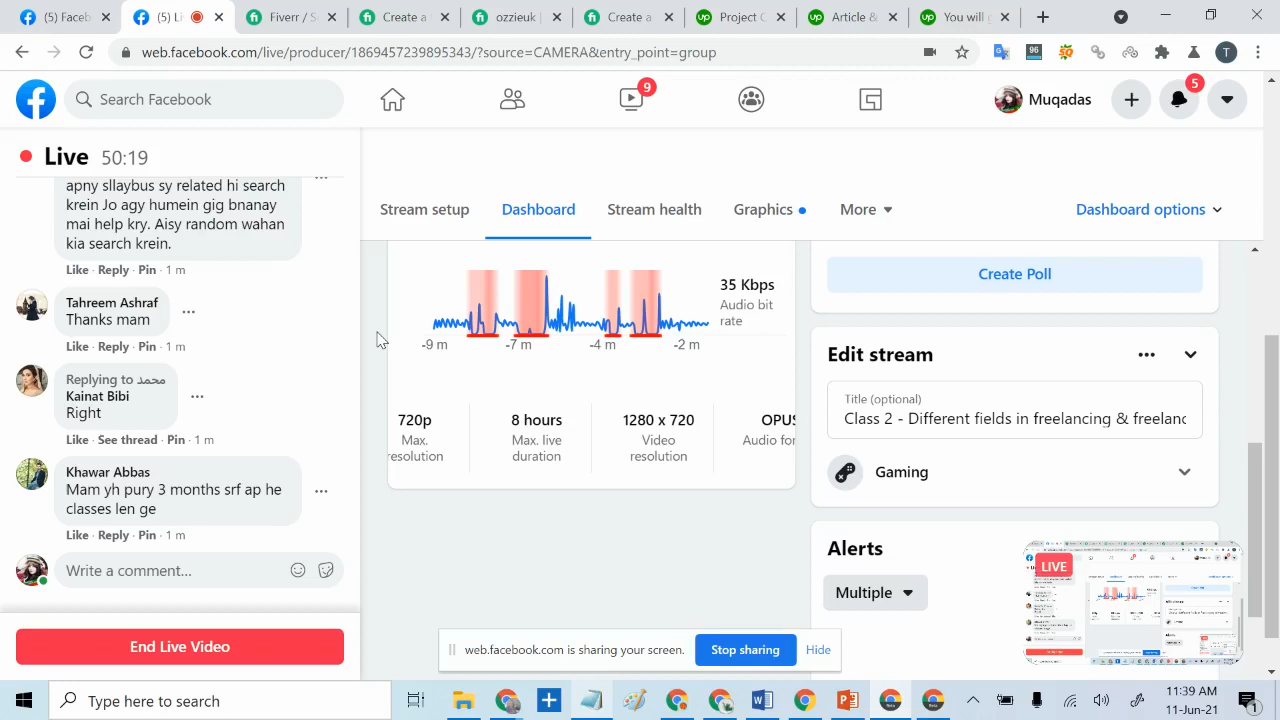 (5) Li
(5) Li
Fiverr / S
Create a
ozzieuk
Create a
Project C
Article &
You will
web.facebook.com/live/producer/1869457239895343/?source=CAMERA&entry_point=group
96
T
Search Facebook
9
Muqadas
5
Live 50:19
apny sllaybus sy related hi search
krein Jo agy humein gig bnanay
mai help kry. Aisy random wahan
kia search krein.
Like · Reply · Pin · 1 m
Tahreem Ashraf
Thanks mam
Like · Reply · Pin · 1 m
Replying to محمد
Kainat Bibi
Right
Like · See thread · Pin · 1 m
Khawar Abbas
Mam yh pury 3 months srf ap he
classes len ge
Like · Reply · Pin · 1 m
Write a comment...
End Live Video
Stream setup
Dashboard
Stream health
Graphics
More
Dashboard options
35 Kbps
Audio bit
rate
-9 m
-7 m
-4 m
-2 m
720p
Max.
resolution
8 hours
Max. live
duration
1280 x 720
Video
resolution
OPUS
Audio for
Create Poll
Edit stream
Title (optional)
Class 2 - Different fields in freelancing & freelanc
Gaming
Alerts
Multiple
LIVE
web.facebook.com is sharing your screen.
Stop sharing
Hide
Type here to search
11:39 AM
11-Jun-21
1